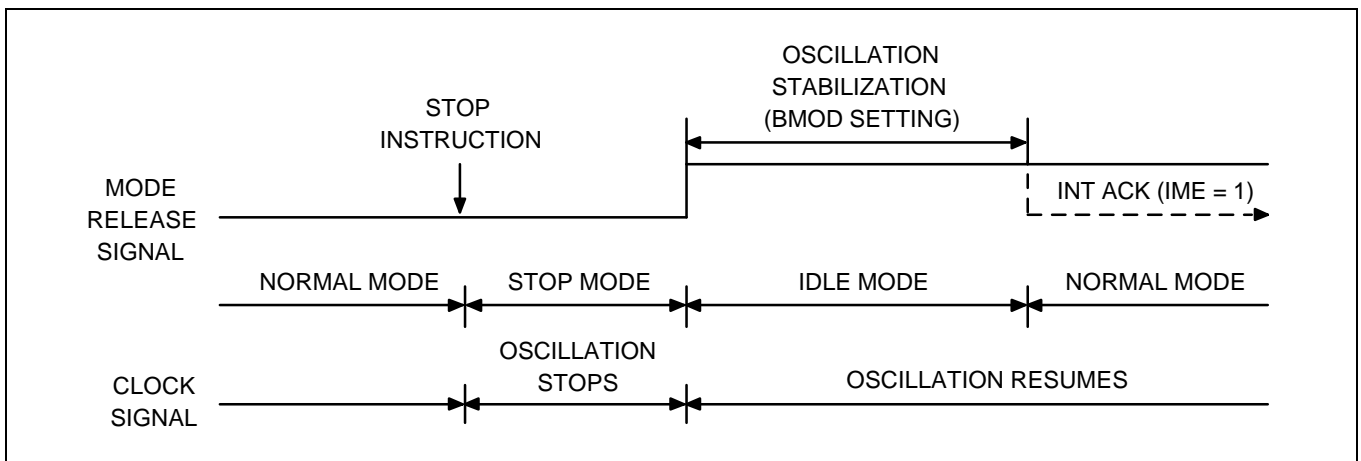 OSCILLATION
STABILIZATION
(BMOD SETTING)
STOP
INSTRUCTION
MODE
RELEASE
SIGNAL
INT ACK (IME = 1)
NORMAL MODE
STOP MODE
IDLE MODE
NORMAL MODE
CLOCK
SIGNAL
OSCILLATION
STOPS
OSCILLATION RESUMES